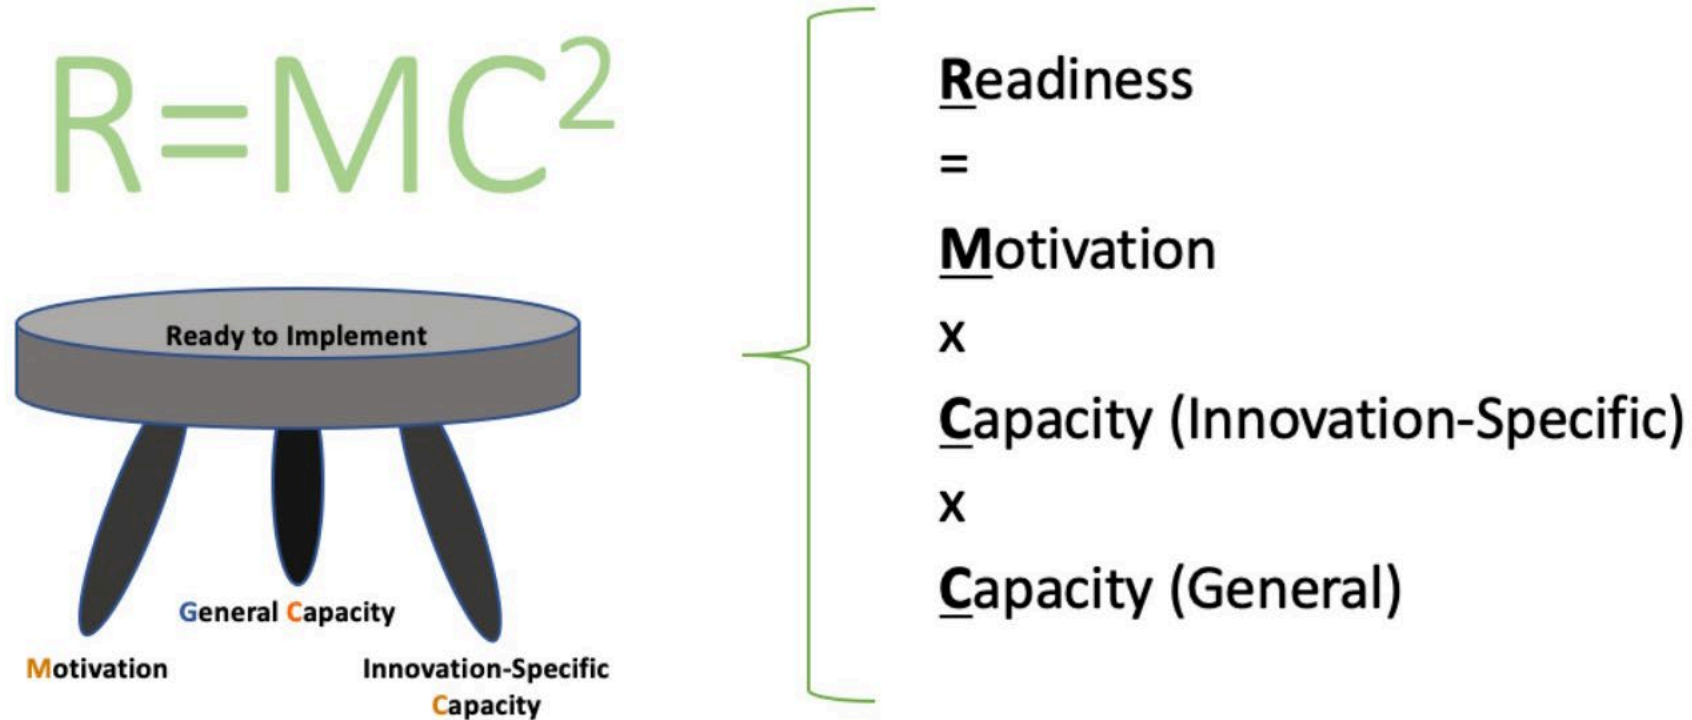 R=MC²
Ready to Implement
General Capacity
Motivation
Innovation-Specific
Capacity
Readiness
=
Motivation
x
Capacity (Innovation-Specific)
x
Capacity (General)